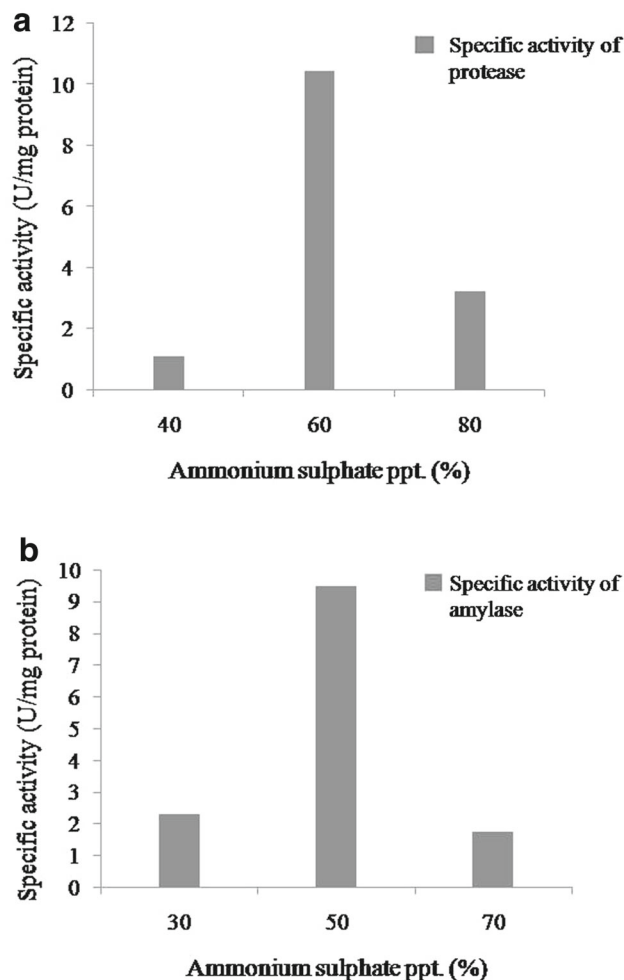 a
12
10
8
6
4
2
0
Specific activity (U/mg protein)
Specific activity of
protease
40 60 80
Ammonium sulphate ppt. (%)
b
10
9
8
7
6
5
4
3
2
1
0
Specific activity (U/mg protein)
Specific activity of
amylase
30 50 70
Ammonium sulphate ppt. (%)